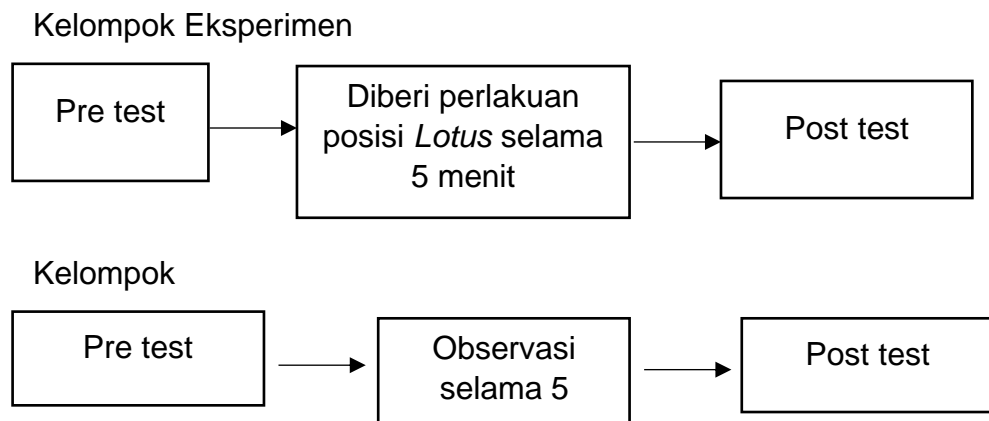 Kelompok Eksperimen
Pre test
Diberi perlakuan
posisi Lotus selama
5 menit
Post test
Kelompok
Pre test
Observasi
selama 5
Post test